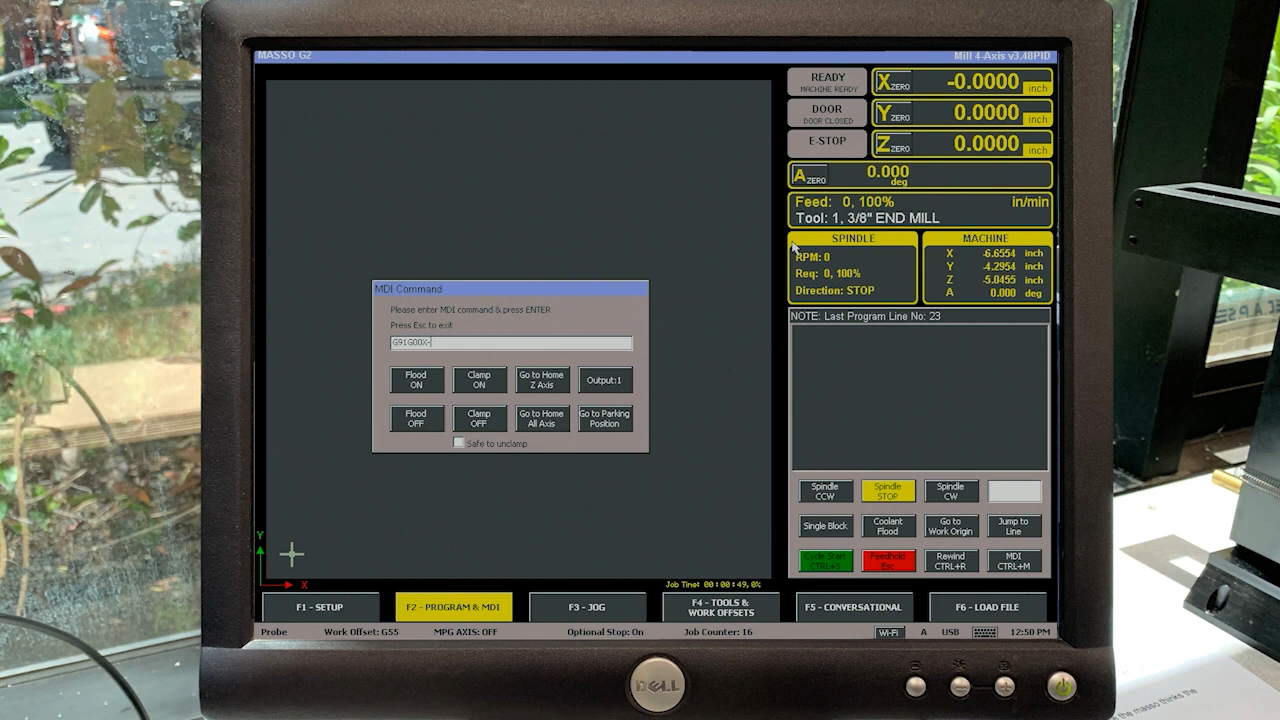 MASSO G2
Mill 4-Axis v3.48PID
READY
MACHINE READY
X ZERO -0.0000 inch
DOOR
DOOR CLOSED
Y ZERO 0.0000 inch
E-STOP
Z ZERO 0.0000 inch
A ZERO 0.000 deg
Feed: 0, 100% in/min
Tool: 1, 3/8" END MILL
SPINDLE
RPM: 0
Req: 0, 100%
Direction: STOP
MACHINE
X -6.6554 inch
Y -4.2954 inch
Z -5.0455 inch
A 0.000 deg
NOTE: Last Program Line No: 23
MDI Command
Please enter MDI command & press ENTER
Press Esc to exit
G91G00X-
Flood ON
Clamp ON
Go to Home Z Axis
Output:1
Flood OFF
Clamp OFF
Go to Home All Axis
Go to Parking Position
Safe to unclamp
Spindle CCW
Spindle STOP
Spindle CW
Single Block
Coolant Flood
Go to Work Origin
Jump to Line
Cycle Start CTRL+S
Feedhold Esc
Rewind CTRL+R
MDI CTRL+M
Y
X
Job Time: 00:00:49,0%
F1 - SETUP
F2 - PROGRAM & MDI
F3 - JOG
F4 - TOOLS & WORK OFFSETS
F5 - CONVERSATIONAL
F6 - LOAD FILE
Probe
Work Offset: G55
MPG AXIS: OFF
Optional Stop: On
Job Counter: 16
Wi-Fi
A
USB
12:50 PM
DELL
the masso thinks the